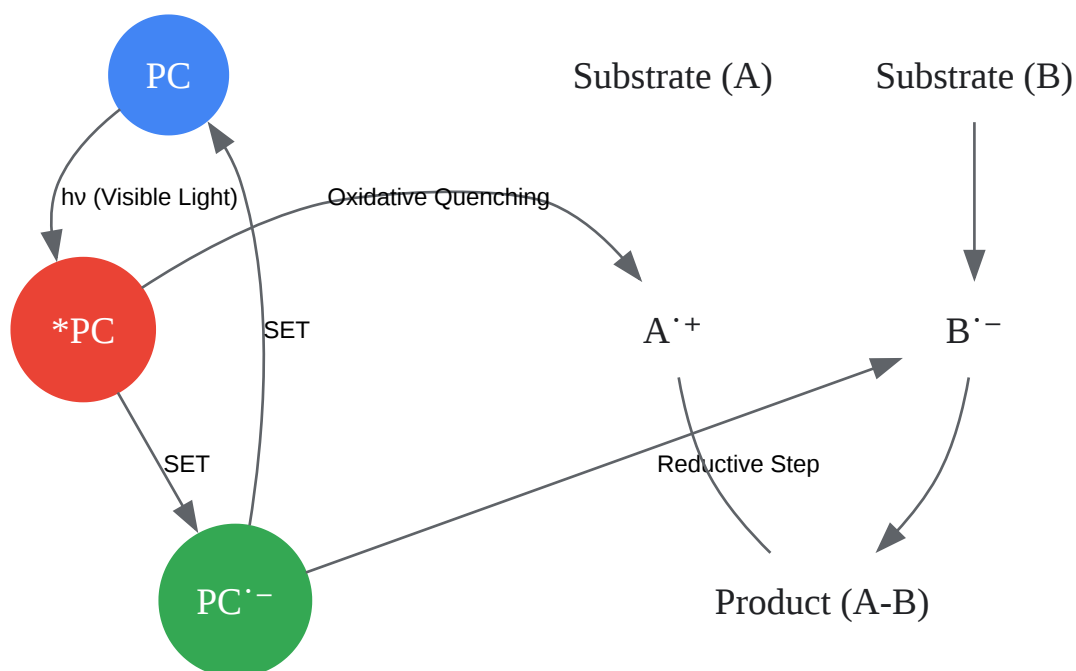 PC
Substrate (A)
Substrate (B)
hν (Visible Light)
Oxidative Quenching
*PC
SET
A˙⁺
B˙⁻
SET
Reductive Step
PC˙⁻
Product (A-B)